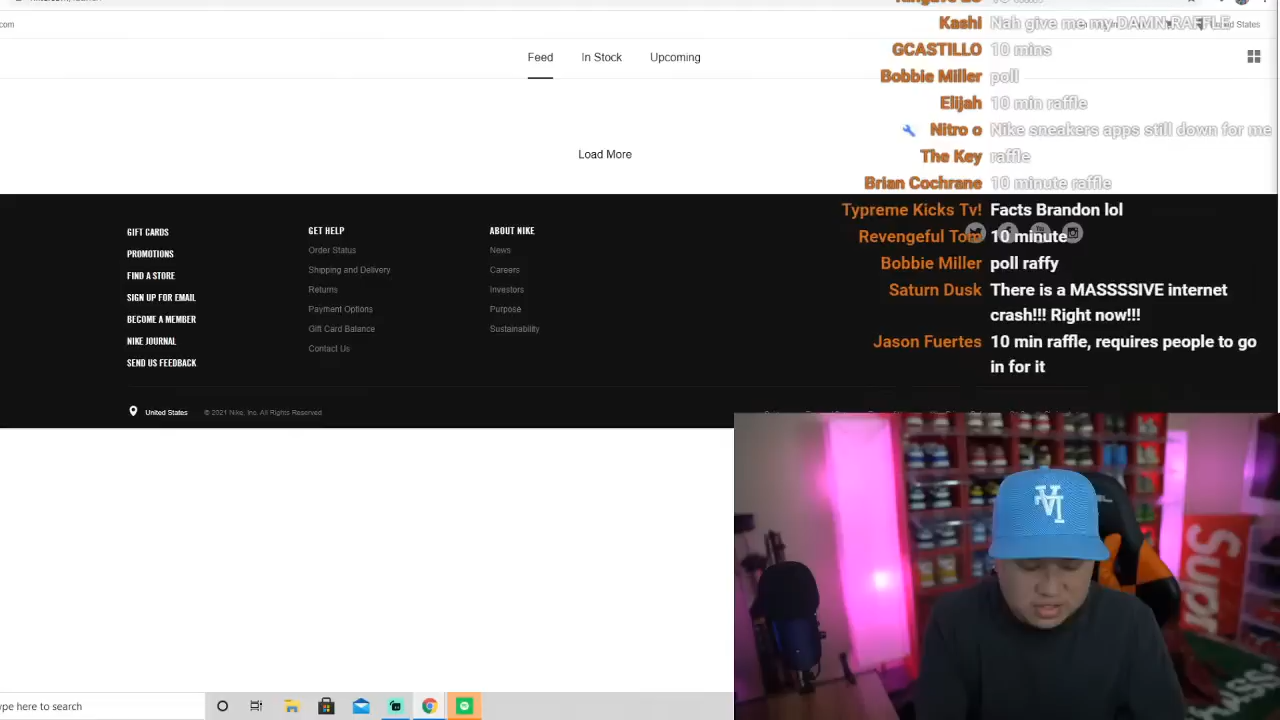 .com
United States
Feed
In Stock
Upcoming
Load More
Kashi Nah give me my DAMN RAFFLE
GCASTILLO 10 mins
Bobbie Miller poll
Elijah 10 min raffle
Nitro o Nike sneakers apps still down for me
The Key raffle
Brian Cochrane 10 minute raffle
Typreme Kicks Tv! Facts Brandon lol
Revengeful Tom 10 minute
Bobbie Miller poll raffy
Saturn Dusk There is a MASSSSIVE internet
crash!!! Right now!!!
Jason Fuertes 10 min raffle, requires people to go
in for it
GIFT CARDS
PROMOTIONS
FIND A STORE
SIGN UP FOR EMAIL
BECOME A MEMBER
NIKE JOURNAL
SEND US FEEDBACK
GET HELP
Order Status
Shipping and Delivery
Returns
Payment Options
Gift Card Balance
Contact Us
ABOUT NIKE
News
Careers
Investors
Purpose
Sustainability
United States
© 2021 Nike, Inc. All Rights Reserved
Supreme
ype here to search